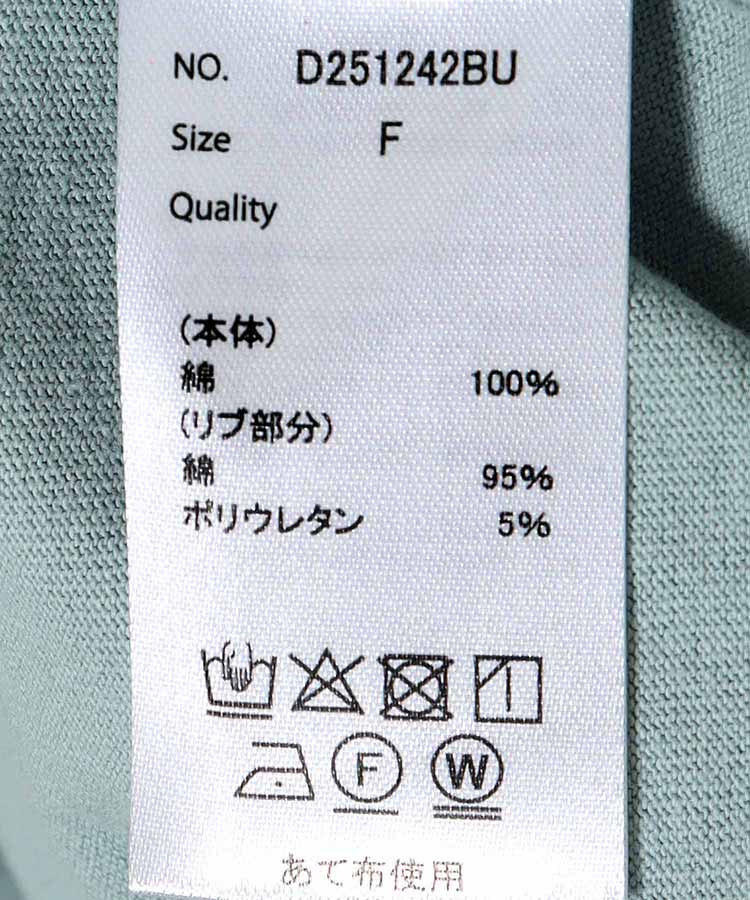 NO. D251242BU
Size F
Quality
(本体)
綿 100%
(リブ部分)
綿 95%
ポリウレタン 5%
F W
あて布使用